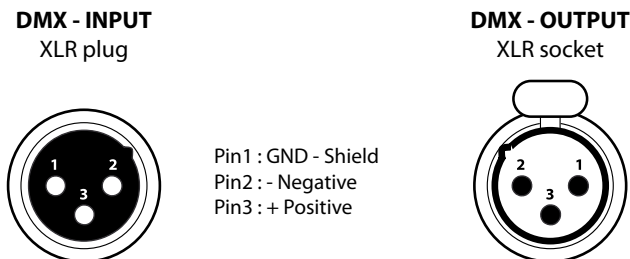 DMX - INPUT
XLR plug
1 2
3
Pin1 : GND - Shield
Pin2 : - Negative
Pin3 : + Positive
DMX - OUTPUT
XLR socket
2 1
3